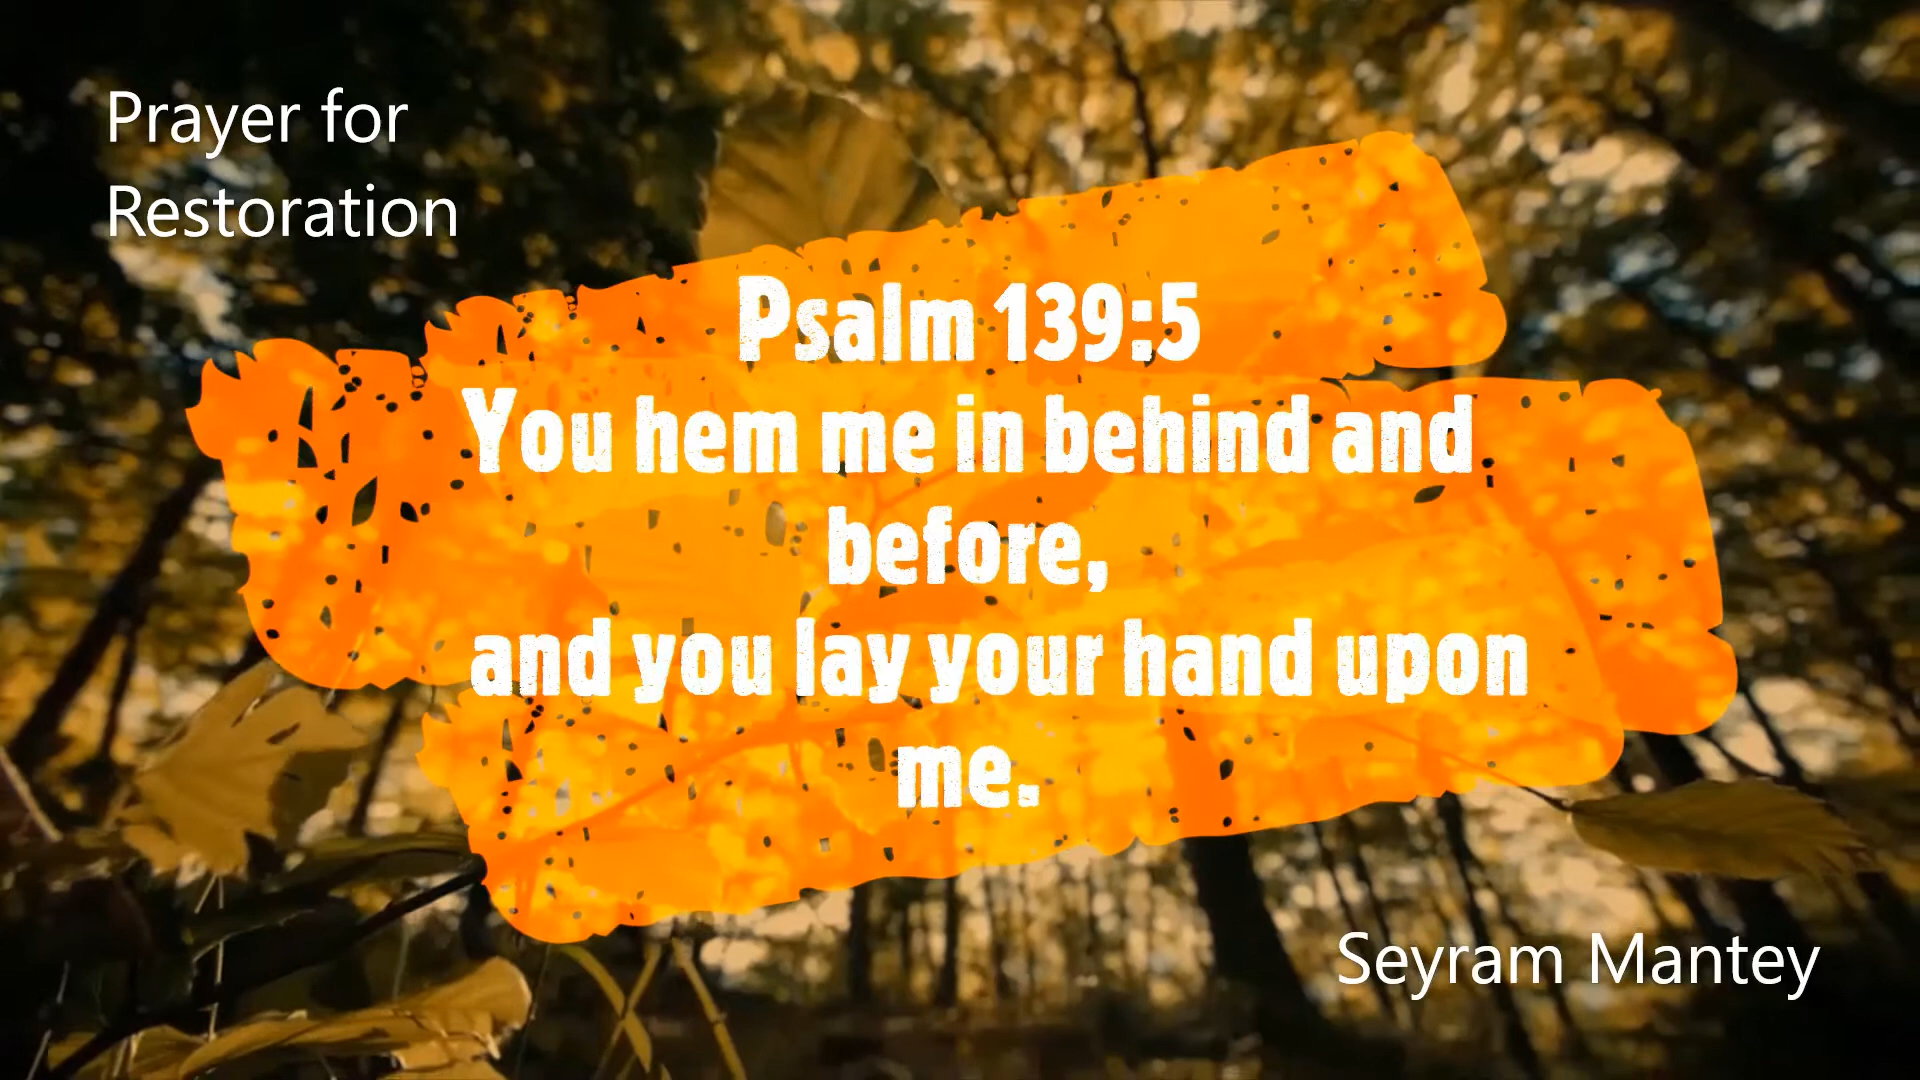 Prayer for
Restoration
Psalm 139:5
You hem me in behind and
before,
and you lay your hand upon
me.
Seyram Mantey